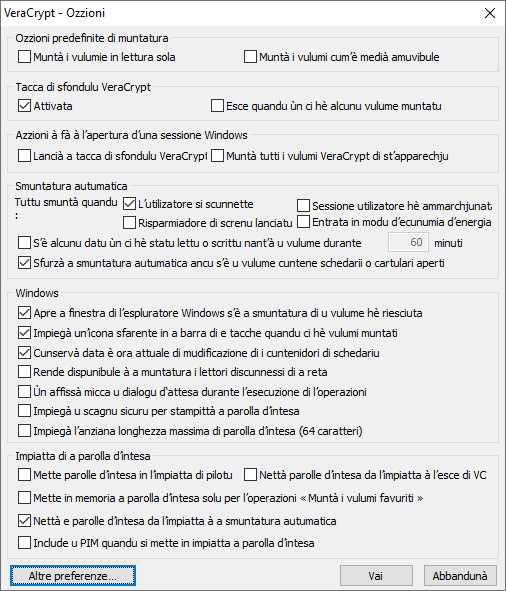 VeraCrypt - Ozzioni
Ozzioni predefinite di muntatura
Muntà i vulumie in lettura sola
Muntà i vulumi cum'è medià amuvibule
Tacca di sfondulu VeraCrypt
Attivata
Esce quandu ùn ci hè alcunu vulume muntatu
Azzioni à fà à l'apertura d'una sessione Windows
Lancià a tacca di sfondulu VeraCrypt
Muntà tutti i vulumi VeraCrypt di st'apparechju
Smuntatura autumatica
Tuttu smuntà quandu :
L'utilizatore si scunnette
Sessione utilizatore hè ammarchjunata
Risparmiadore di screnu lanciatu
Entrata in modu d'ecunumia d'energia
S'è alcunu datu ùn ci hè statu lettu o scrittu nant'à u vulume durante
60 minuti
Sfurzà a smuntatura autumatica ancu s'è u vulume cuntene schedarii o cartulari aperti
Windows
Apre a finestra di l'espluratore Windows s'è a smuntatura di u vulume hè riesciuta
Impiegà un'icona sfarente in a barra di e tacche quandu ci hè vulumi muntati
Cunservà data è ora attuale di mudificazione di i cuntenidori di schedariu
Rende dispunibule à a muntatura i lettori discunnessi di a reta
Ùn affissà micca u dialogu d'attesa durante l'esecuzione di l'operazioni
Impiegà u scagnu sicuru per stampittà a parolla d'intesa
Impiegà l'anziana longhezza massima di parolla d'intesa (64 caratteri)
Impiatta di a parolla d'intesa
Mette parolle d'intesa in l'impiatta di pilotu
Nettà parolle d'intesa da l'impiatta à l'esce di VC
Mette in memoria a parolla d'intesa solu per l'operazioni « Muntà i vulumi favuriti »
Nettà e parolle d'intesa da l'impiatta à a smuntatura autumatica
Include u PIM quandu si mette in impiatta a parolla d'intesa
Altre preferenze...
Vai
Abbandunà